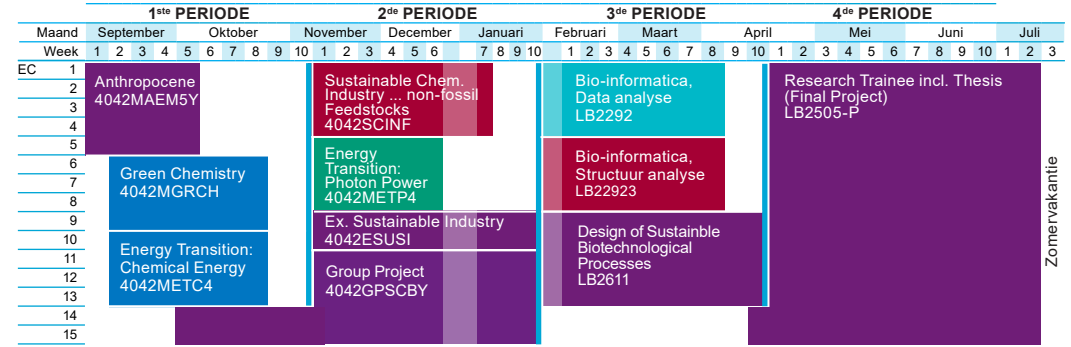 1ste PERIODE 2de PERIODE 3de PERIODE 4de PERIODE
Maand September Oktober November December Januari Februari Maart April Mei Juni Juli
Week 1 2 3 4 5 6 7 8 9 10 1 2 3 4 5 6 7 8 9 10 1 2 3 4 5 6 7 8 9 10 1 2 3 4 5 6 7 8 9 10 1 2 3
EC 1
2
3
4
5
6
7
8
9
10
11
12
13
14
15
Anthropocene
4042MAEM5Y
Green Chemistry
4042MGRCH
Energy Transition:
Chemical Energy
4042METC4
Sustainable Chem.
Industry ... non-fossil
Feedstocks
4042SCINF
Energy
Transition:
Photon Power
4042METP4
Ex. Sustainable Industry
4042ESUSI
Group Project
4042GPSCBY
Bio-informatica,
Data analyse
LB2292
Bio-informatica,
Structuur analyse
LB22923
Design of Sustainble
Biotechnological
Processes
LB2611
Research Trainee incl. Thesis
(Final Project)
LB2505-P
Zomervakantie